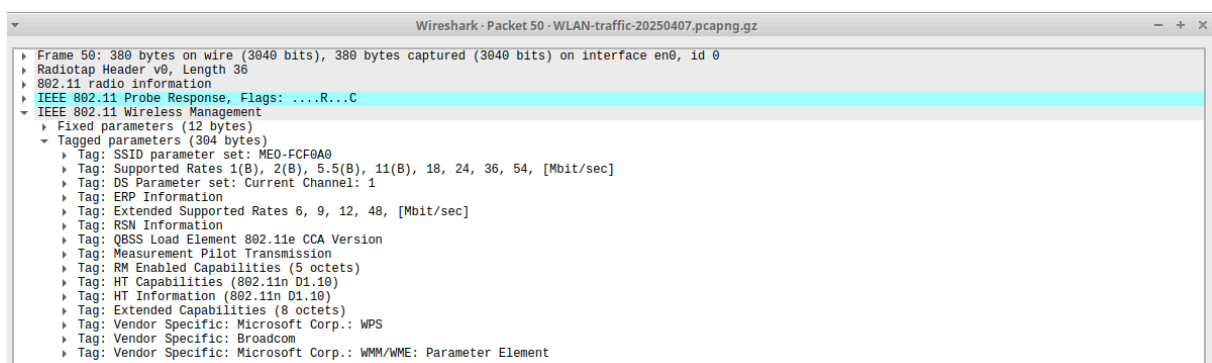 Wireshark · Packet 50 · WLAN-traffic-20250407.pcapng.gz
Frame 50: 380 bytes on wire (3040 bits), 380 bytes captured (3040 bits) on interface en0, id 0
Radiotap Header v0, Length 36
802.11 radio information
IEEE 802.11 Probe Response, Flags: ....R...C
IEEE 802.11 Wireless Management
Fixed parameters (12 bytes)
Tagged parameters (304 bytes)
Tag: SSID parameter set: MEO-FCF0A0
Tag: Supported Rates 1(B), 2(B), 5.5(B), 11(B), 18, 24, 36, 54, [Mbit/sec]
Tag: DS Parameter set: Current Channel: 1
Tag: ERP Information
Tag: Extended Supported Rates 6, 9, 12, 48, [Mbit/sec]
Tag: RSN Information
Tag: QBSS Load Element 802.11e CCA Version
Tag: Measurement Pilot Transmission
Tag: RM Enabled Capabilities (5 octets)
Tag: HT Capabilities (802.11n D1.10)
Tag: HT Information (802.11n D1.10)
Tag: Extended Capabilities (8 octets)
Tag: Vendor Specific: Microsoft Corp.: WPS
Tag: Vendor Specific: Broadcom
Tag: Vendor Specific: Microsoft Corp.: WMM/WME: Parameter Element